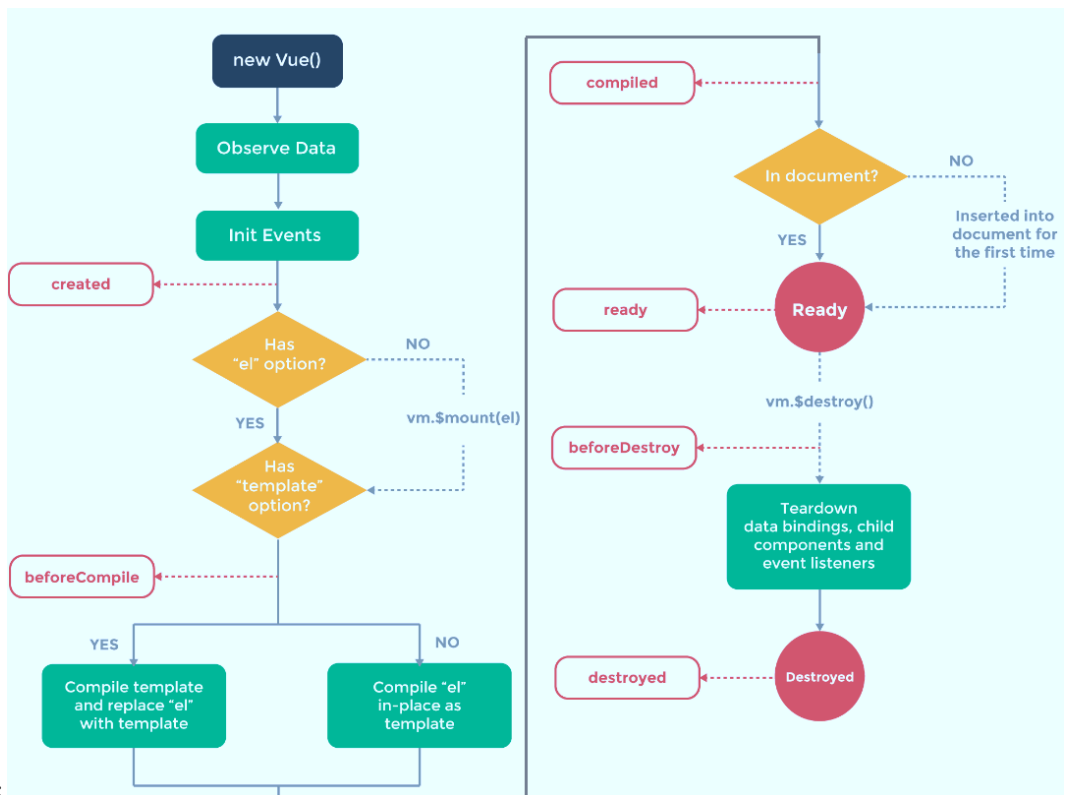 new Vue()
Observe Data
Init Events
created
Has
“el” option?
NO
YES
vm.$mount(el)
Has
“template”
option?
beforeCompile
YES
NO
Compile template
and replace “el”
with template
Compile “el”
in-place as
template
compiled
In document?
NO
YES
Inserted into
document for
the first time
ready
Ready
vm.$destroy()
beforeDestroy
Teardown
data bindings, child
components and
event listeners
destroyed
Destroyed